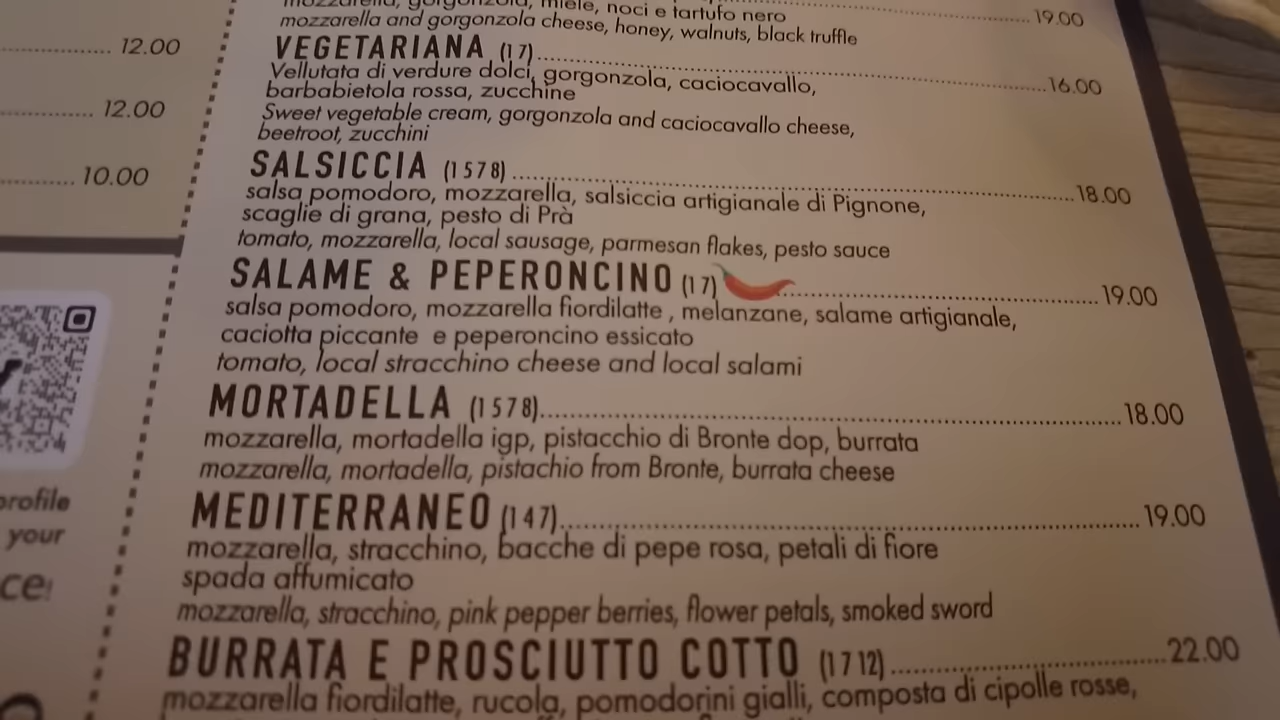 12.00
12.00
10.00
profile
your
ce!
mozzarella, gorgonzola, miele, noci e tartufo nero
mozzarella and gorgonzola cheese, honey, walnuts, black truffle
19.00
VEGETARIANA (1 7) 16.00
Vellutata di verdure dolci, gorgonzola, caciocavallo,
barbabietola rossa, zucchine
Sweet vegetable cream, gorgonzola and caciocavallo cheese,
beetroot, zucchini
SALSICCIA (1 5 7 8) 18.00
salsa pomodoro, mozzarella, salsiccia artigianale di Pignone,
scaglie di grana, pesto di Prà
tomato, mozzarella, local sausage, parmesan flakes, pesto sauce
SALAME & PEPERONCINO (1 7) 19.00
salsa pomodoro, mozzarella fiordilatte , melanzane, salame artigianale,
caciotta piccante e peperoncino essicato
tomato, local stracchino cheese and local salami
MORTADELLA (1 5 7 8) 18.00
mozzarella, mortadella igp, pistacchio di Bronte dop, burrata
mozzarella, mortadella, pistachio from Bronte, burrata cheese
MEDITERRANEO (1 4 7) 19.00
mozzarella, stracchino, bacche di pepe rosa, petali di fiore
spada affumicato
mozzarella, stracchino, pink pepper berries, flower petals, smoked sword
BURRATA E PROSCIUTTO COTTO (1 7 12) 22.00
mozzarella fiordilatte, rucola, pomodorini gialli, composta di cipolle rosse,